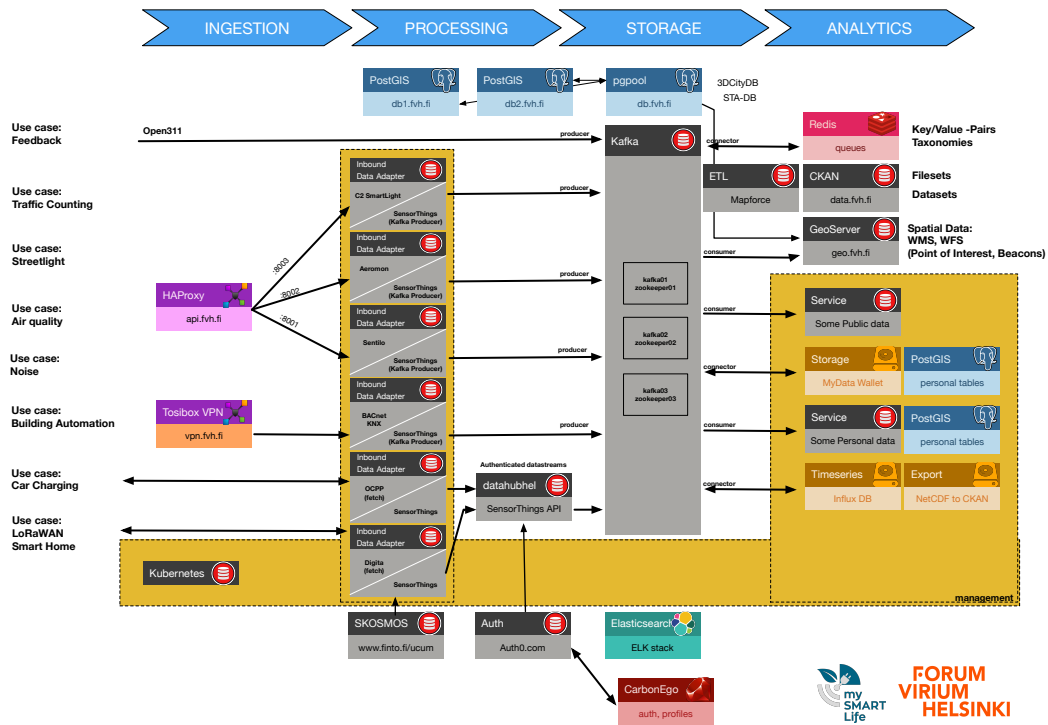 INGESTION
PROCESSING
STORAGE
ANALYTICS
PostGIS
db1.fvh.fi
PostGIS
db2.fvh.fi
pgpool
db.fvh.fi
3DCityDB
STA-DB
Use case:
Feedback
Open311
producer
Kafka
connector
Redis
queues
Key/Value -Pairs
Taxonomies
Inbound
Data Adapter
C2 SmartLight
SensorThings
(Kafka Producer)
Use case:
Traffic Counting
producer
ETL
Mapforce
CKAN
data.fvh.fi
Filesets
Datasets
Use case:
Streetlight
Inbound
Data Adapter
Aeromon
SensorThings
(Kafka Producer)
producer
consumer
GeoServer
geo.fvh.fi
Spatial Data:
WMS, WFS
(Point of Interest, Beacons)
:8003
:8002
:8001
HAProxy
api.fvh.fi
kafka01
zookeeper01
kafka02
zookeeper02
kafka03
zookeeper03
Use case:
Air quality
Inbound
Data Adapter
Sentilo
SensorThings
(Kafka Producer)
producer
consumer
Service
Some Public data
Use case:
Noise
connector
Storage
MyData Wallet
PostGIS
personal tables
Use case:
Building Automation
Tosibox VPN
vpn.fvh.fi
Inbound
Data Adapter
BACnet
KNX
SensorThings
(Kafka Producer)
producer
consumer
Service
Some Personal data
PostGIS
personal tables
Use case:
Car Charging
Inbound
Data Adapter
OCPP
(fetch)
SensorThings
Authenticated datastreams
datahubhel
SensorThings API
connector
Timeseries
Influx DB
Export
NetCDF to CKAN
Use case:
LoRaWAN
Smart Home
Inbound
Data Adapter
Digita
(fetch)
SensorThings
Kubernetes
management
SKOSMOS
www.finto.fi/ucum
Auth
Auth0.com
Elasticsearch
ELK stack
CarbonEgo
auth, profiles
my
SMART
Life
FORUM
VIRIUM
HELSINKI